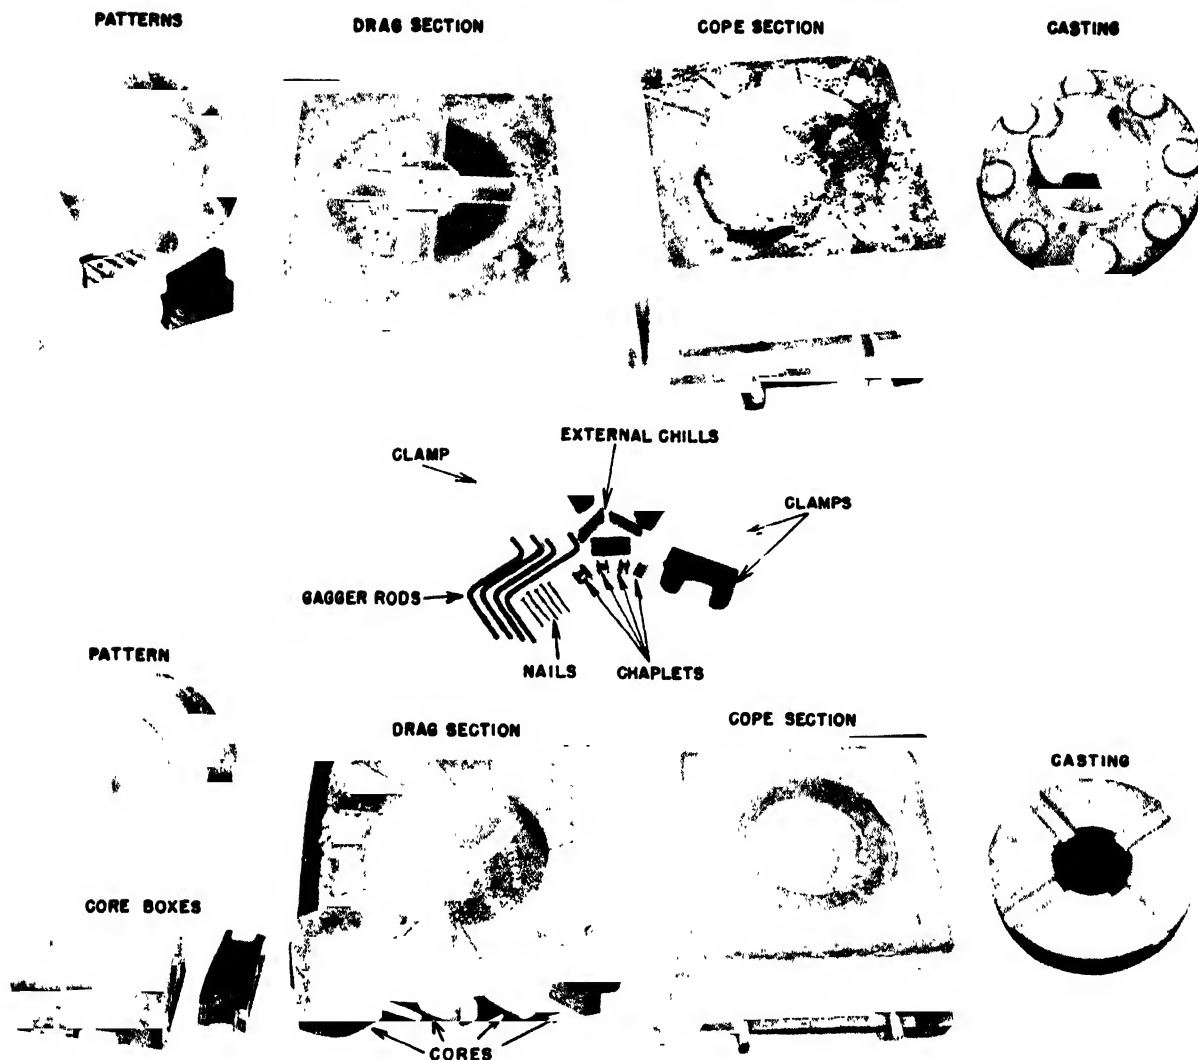 PATTERNS
DRAG SECTION
COPE SECTION
CASTING
EXTERNAL CHILLS
CLAMP
CLAMPS
GAGGER RODS
NAILS
CHAPLETS
PATTERN
DRAG SECTION
COPE SECTION
CASTING
CORE BOXES
CORES